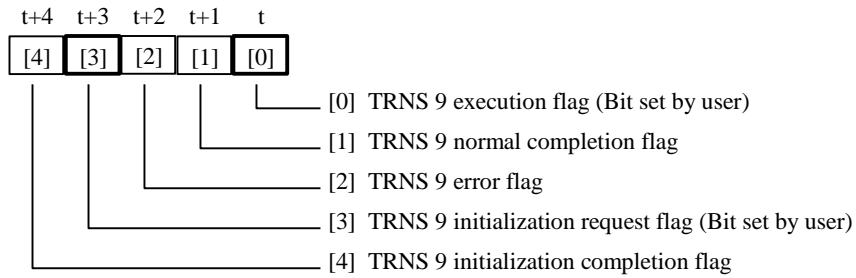 t+4 t+3 t+2 t+1 t
[4] [3] [2] [1] [0]
[0] TRNS 9 execution flag (Bit set by user)
[1] TRNS 9 normal completion flag
[2] TRNS 9 error flag
[3] TRNS 9 initialization request flag (Bit set by user)
[4] TRNS 9 initialization completion flag